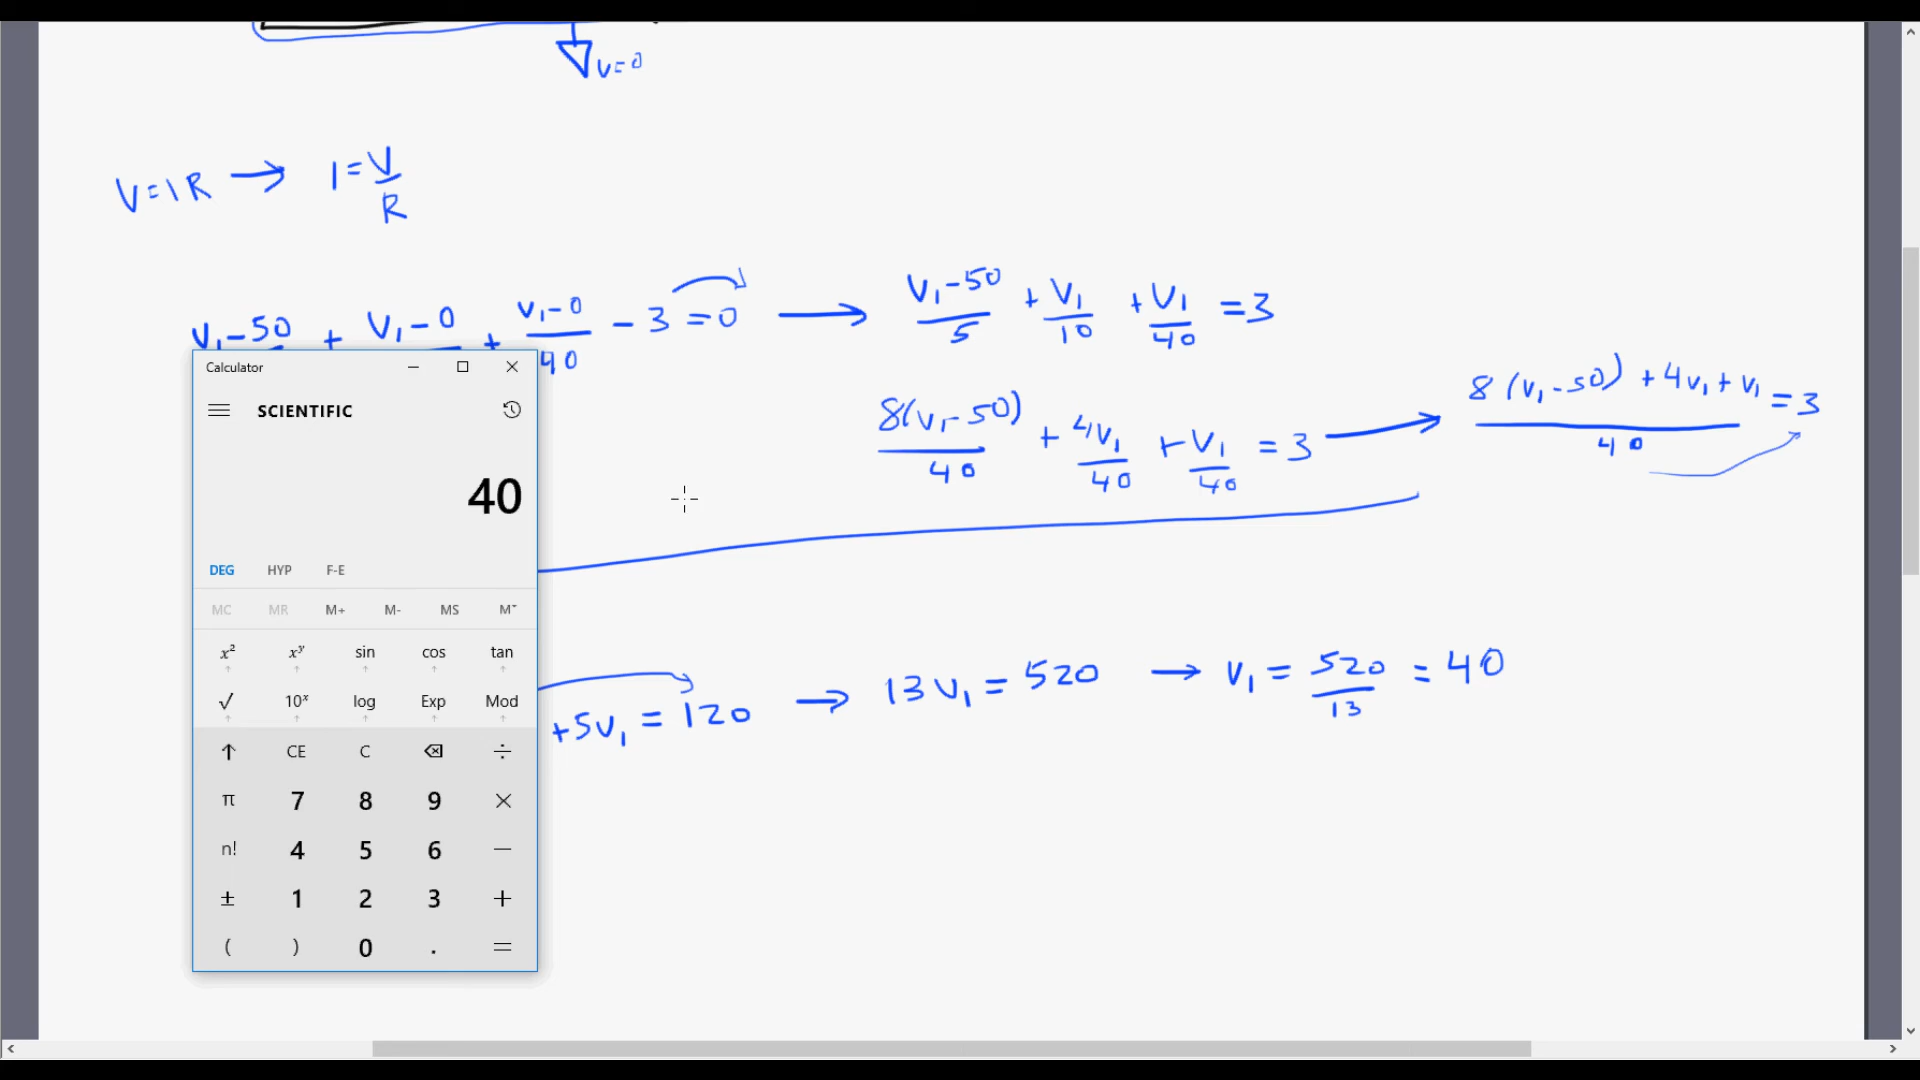 V=0
V=IR → I=V/R
V₁-50 + V₁-0 + V₁-0/40 - 3 =0 → V₁-50/5 + V₁/10 + V₁/40 = 3
8(V₁-50)/40 + 4V₁/40 + V₁/40 = 3 → 8(V₁-50)+4V₁+V₁/40 = 3
+5V₁ = 120 → 13V₁ = 520 → V₁ = 520/13 = 40
Calculator
SCIENTIFIC
40
DEG HYP F-E
MC MR M+ M- MS M˅
x² xʸ sin cos tan
√ 10ˣ log Exp Mod
↑ CE C ⌫ ÷
π 7 8 9 ×
n! 4 5 6 −
± 1 2 3 +
( ) 0 . =